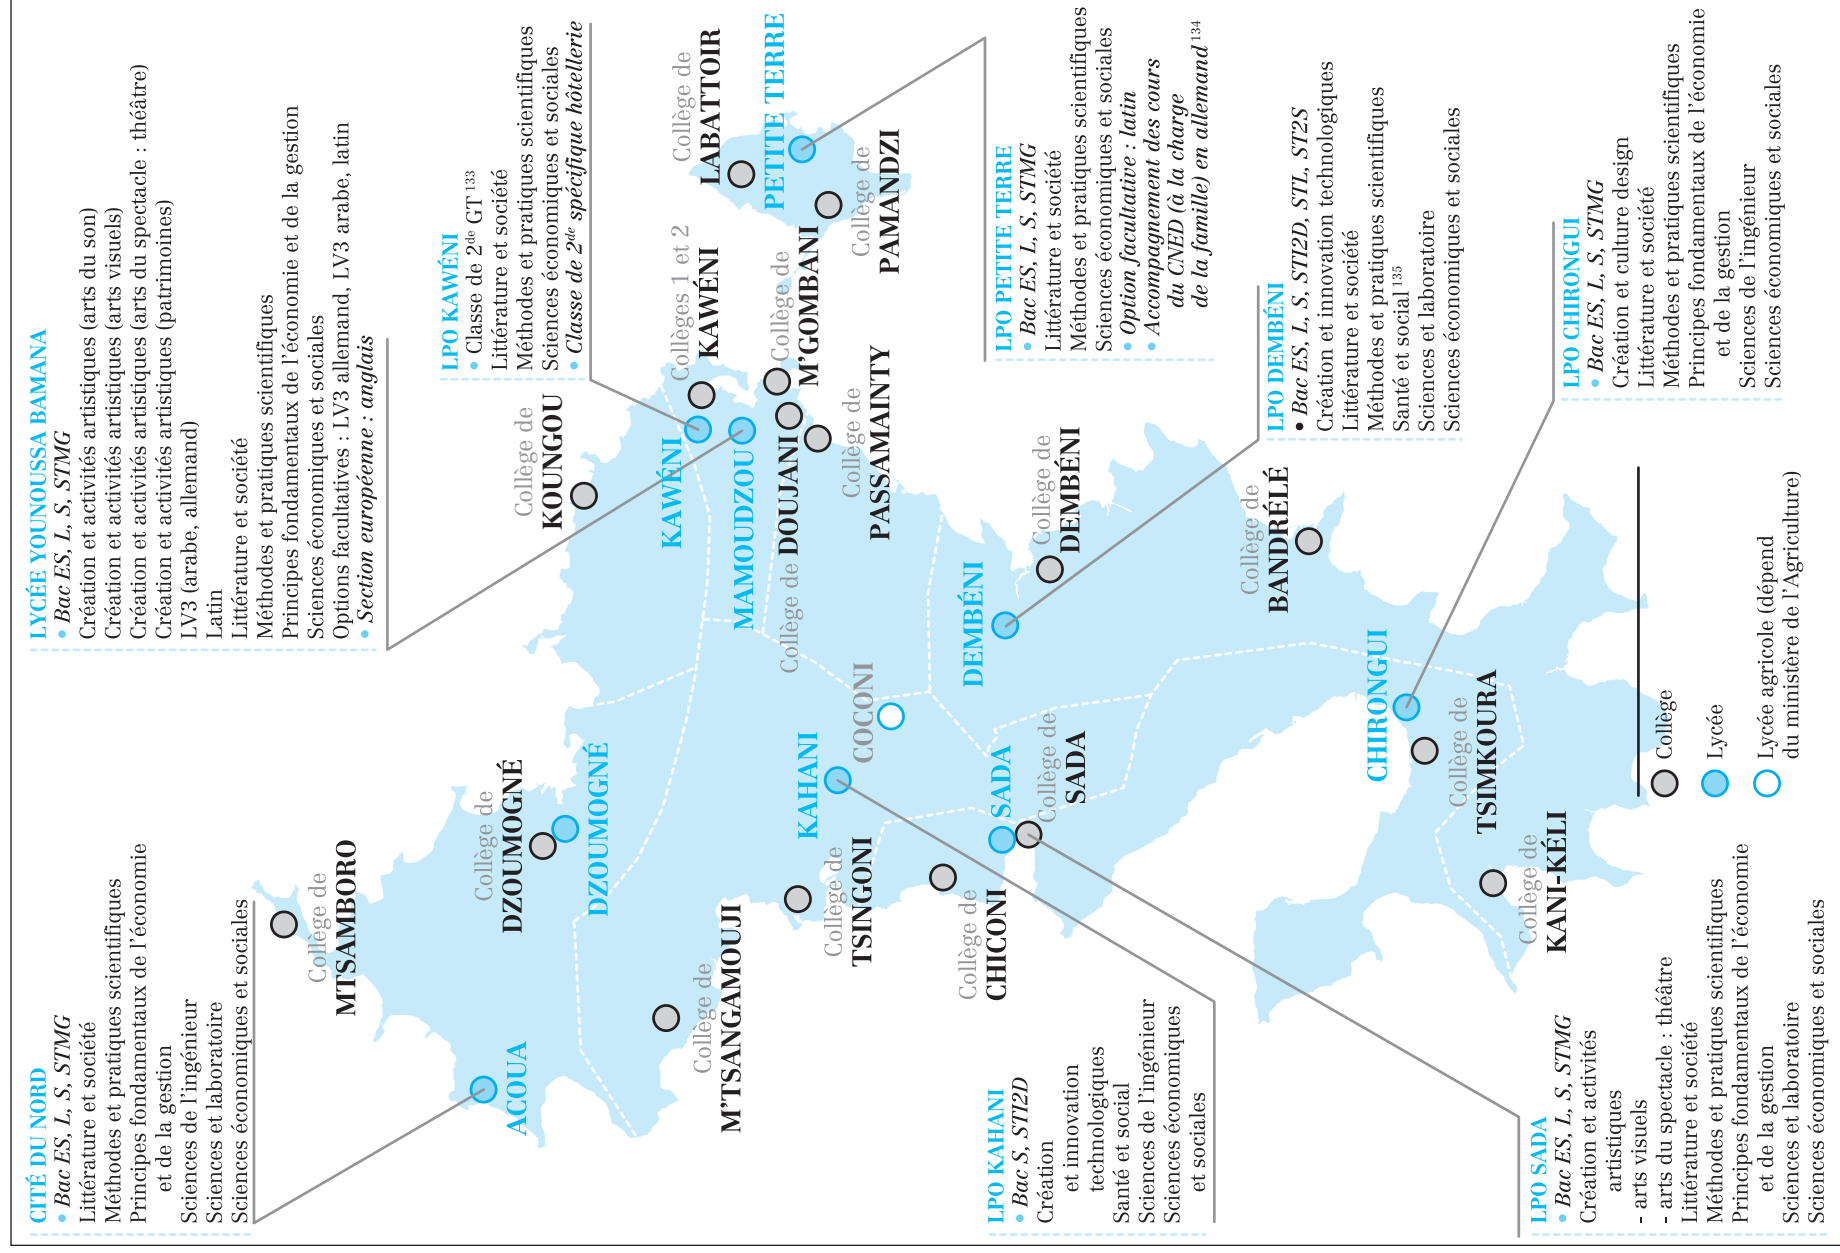 CITÉ DU NORD
• Bac ES, L, S, STMG
Littérature et société
Méthodes et pratiques scientifiques
Principes fondamentaux de l'économie
et de la gestion
Sciences de l'ingénieur
Sciences et laboratoire
Sciences économiques et sociales
LYCÉE YOUNOUSSA BAMANA
• Bac ES, L, S, STMG
Création et activités artistiques (arts du son)
Création et activités artistiques (arts visuels)
Création et activités artistiques (arts du spectacle : théâtre)
Création et activités artistiques (patrimoines)
LV3 (arabe, allemand)
Latin
Littérature et société
Méthodes et pratiques scientifiques
Principes fondamentaux de l'économie et de la gestion
Sciences économiques et sociales
Options facultatives : LV3 allemand, LV3 arabe, latin
• Section européenne : anglais
LPO KAWÉNI
• Classe de 2de GT 133
Littérature et société
Méthodes et pratiques scientifiques
Sciences économiques et sociales
• Classe de 2de spécifique hôtellerie
Collège de
MTSAMBORO
ACOUA
Collège de
DZOUMOGNÉ
DZOUMOGNÉ
Collège de
KOUNGOU
KAWÉNI
Collèges 1 et 2
KAWÉNI
Collège de
LABATTOIR
PETITE TERRE
Collège de
PAMANDZI
Collège de
M'TSANGAMOUJI
MAMOUDZOU
Collège de DOUJANI
Collège de
M'GOMBANI
Collège de
PASSAMAINTY
KAHANI
Collège de
TSINGONI
COCONI
Collège de
CHICONI
SADA
Collège de
SADA
DEMBÉNI
Collège de
DEMBÉNI
Collège de
BANDRÉLÉ
CHIRONGUI
Collège de
TSIMKOURA
Collège de
KANI-KÉLI
LPO PETITE TERRE
• Bac ES, L, S, STMG
Littérature et société
Méthodes et pratiques scientifiques
Sciences économiques et sociales
• Option facultative : latin
• Accompagnement des cours
du CNED (à la charge
de la famille) en allemand 134
LPO DEMBÉNI
• Bac ES, L, S, STI2D, STL, ST2S
Création et innovation technologiques
Littérature et société
Méthodes et pratiques scientifiques
Santé et social 135
Sciences et laboratoire
Sciences économiques et sociales
LPO CHIRONGUI
• Bac ES, L, S, STMG
Création et culture design
Littérature et société
Méthodes et pratiques scientifiques
Principes fondamentaux de l'économie
et de la gestion
Sciences de l'ingénieur
Sciences économiques et sociales
LPO KAHANI
• Bac S, STI2D
Création
et innovation
technologiques
Santé et social
Sciences de l'ingénieur
Sciences économiques
et sociales
LPO SADA
• Bac ES, L, S, STMG
Création et activités
artistiques
- arts visuels
- arts du spectacle : théâtre
Littérature et société
Méthodes et pratiques scientifiques
Principes fondamentaux de l'économie
et de la gestion
Sciences et laboratoire
Sciences économiques et sociales
Collège
Lycée
Lycée agricole (dépend
du ministère de l'Agriculture)